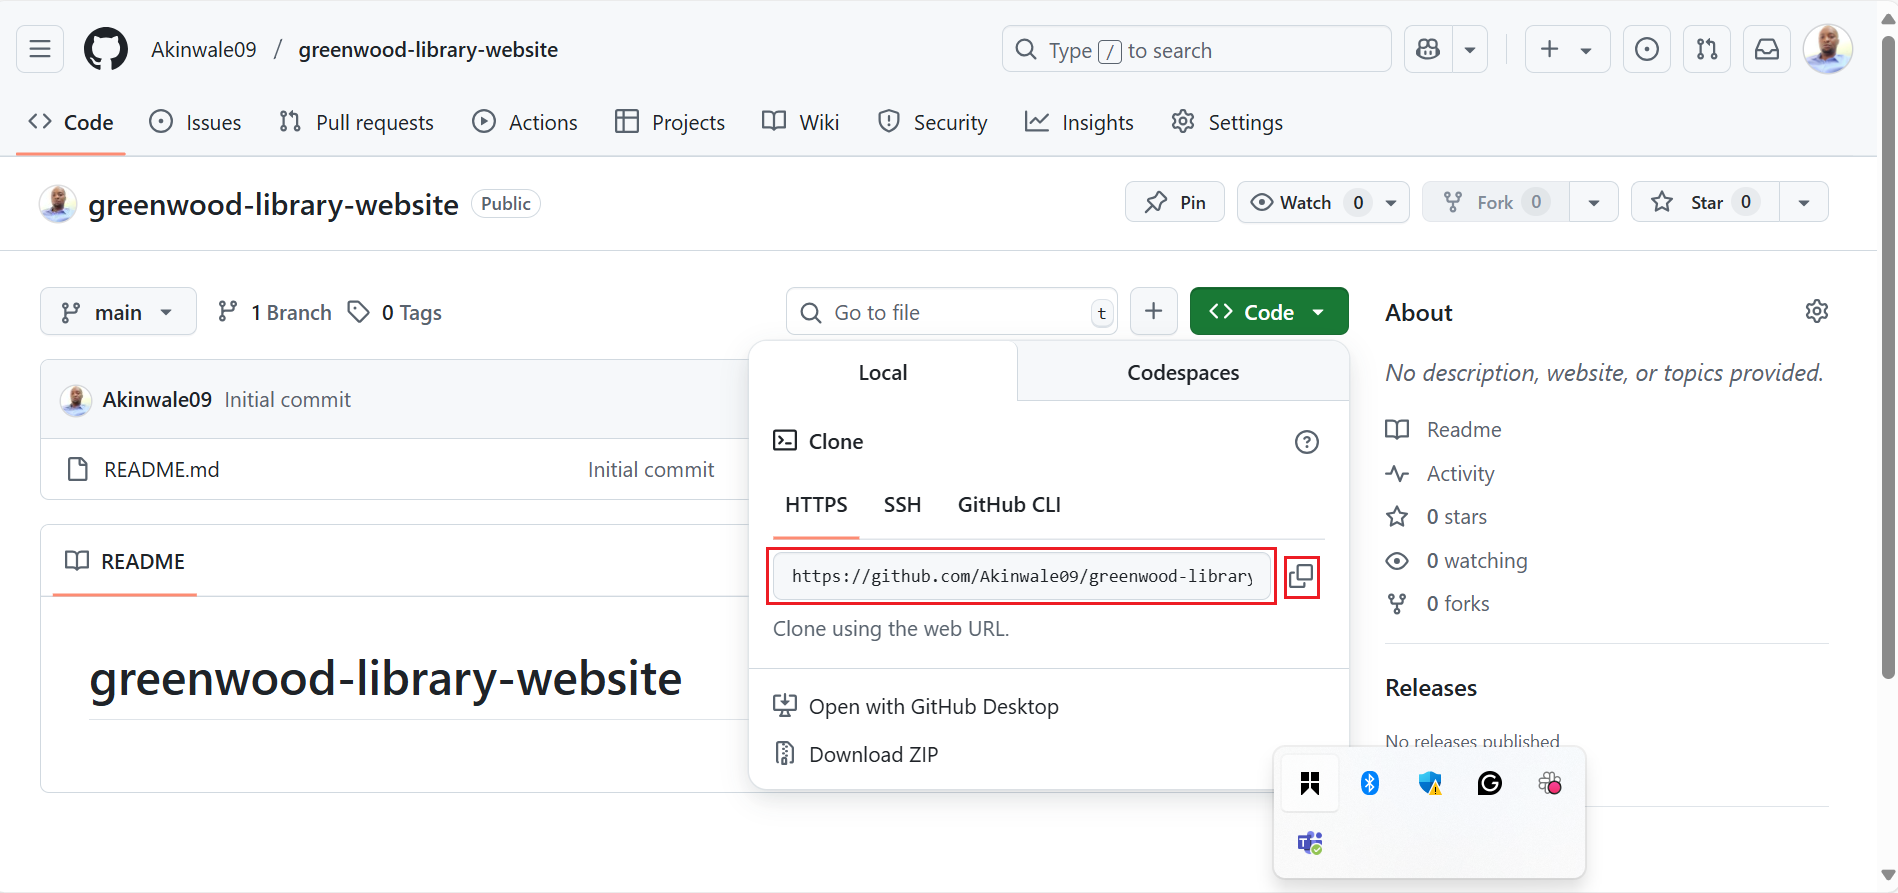 Akinwale09 / greenwood-library-website
Type / to search
Code
Issues
Pull requests
Actions
Projects
Wiki
Security
Insights
Settings
greenwood-library-website Public
Pin
Watch 0
Fork 0
Star 0
main
1 Branch
0 Tags
Go to file t
Code
Akinwale09 Initial commit
README.md Initial commit
README
greenwood-library-website
Local
Codespaces
Clone
HTTPS
SSH
GitHub CLI
https://github.com/Akinwale09/greenwood-library
Clone using the web URL.
Open with GitHub Desktop
Download ZIP
About
No description, website, or topics provided.
Readme
Activity
0 stars
0 watching
0 forks
Releases
No releases published